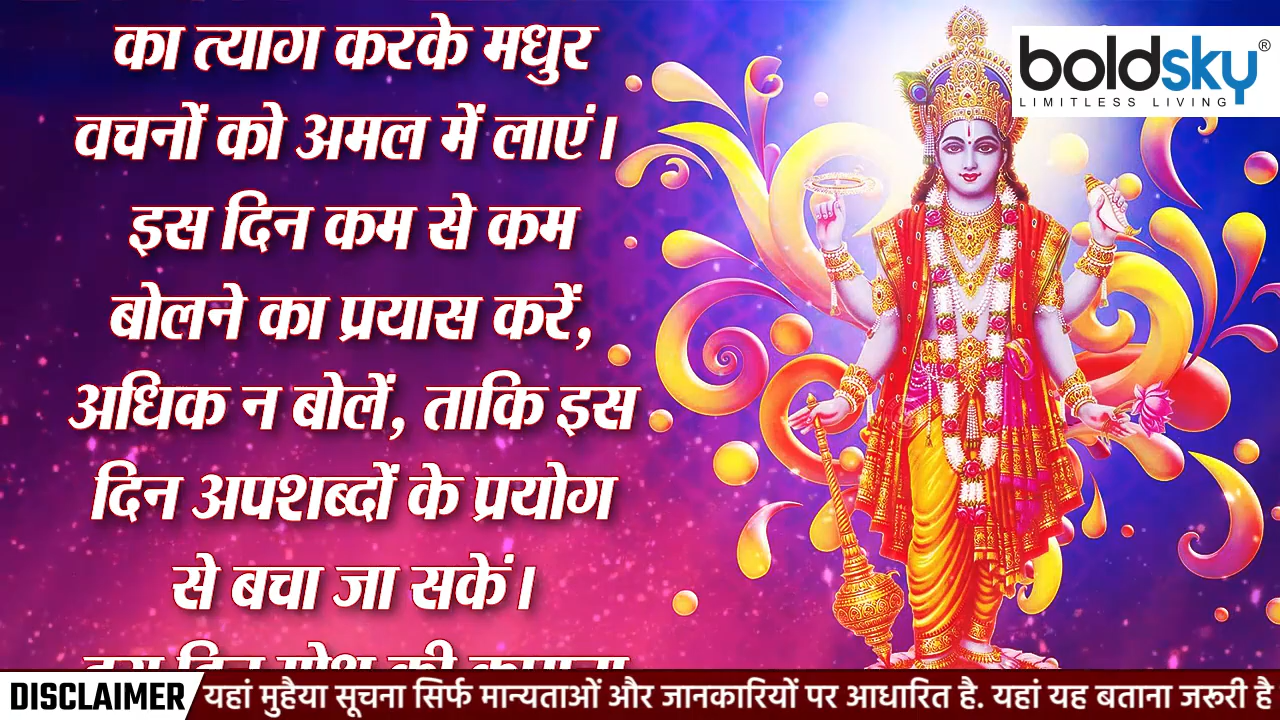 का त्याग करके मधुर
वचनों को अमल में लाएं।
इस दिन कम से कम
बोलने का प्रयास करें,
अधिक न बोलें, ताकि इस
दिन अपशब्दों के प्रयोग
से बचा जा सकें।
boldsky®
LIMITLESS LIVING
DISCLAIMER यहां मुहैया सूचना सिर्फ मान्यताओं और जानकारियों पर आधारित है. यहां यह बताना जरूरी है